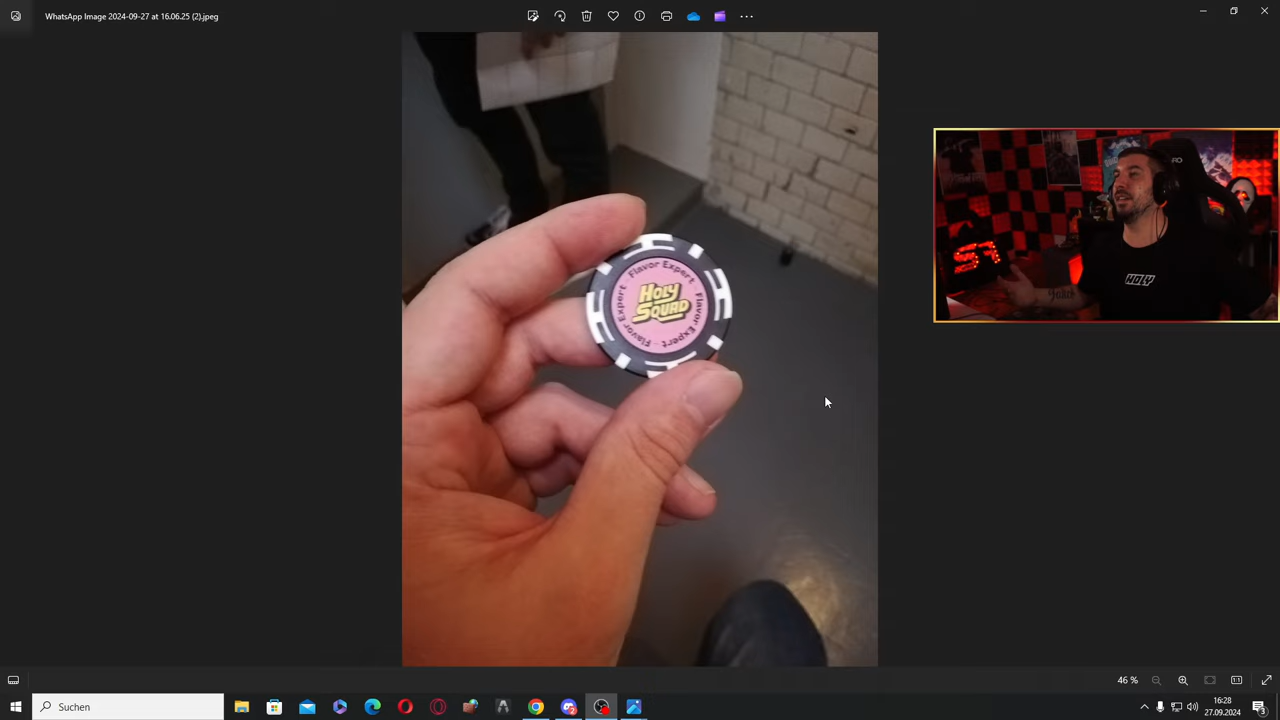 WhatsApp Image 2024-09-27 at 16.06.25 (2).jpeg
Flavor Expert
Flavor Expert
Flavor Expert
HOLY
SQUAD
HOLY
46 %
Suchen
16:28
27.09.2024